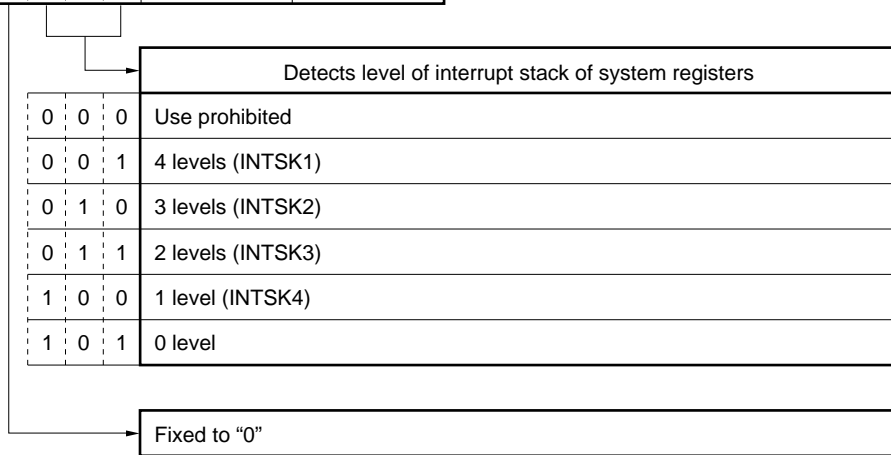 Detects level of interrupt stack of system registers
0 0 0 Use prohibited
0 0 1 4 levels (INTSK1)
0 1 0 3 levels (INTSK2)
0 1 1 2 levels (INTSK3)
1 0 0 1 level (INTSK4)
1 0 1 0 level
Fixed to “0”